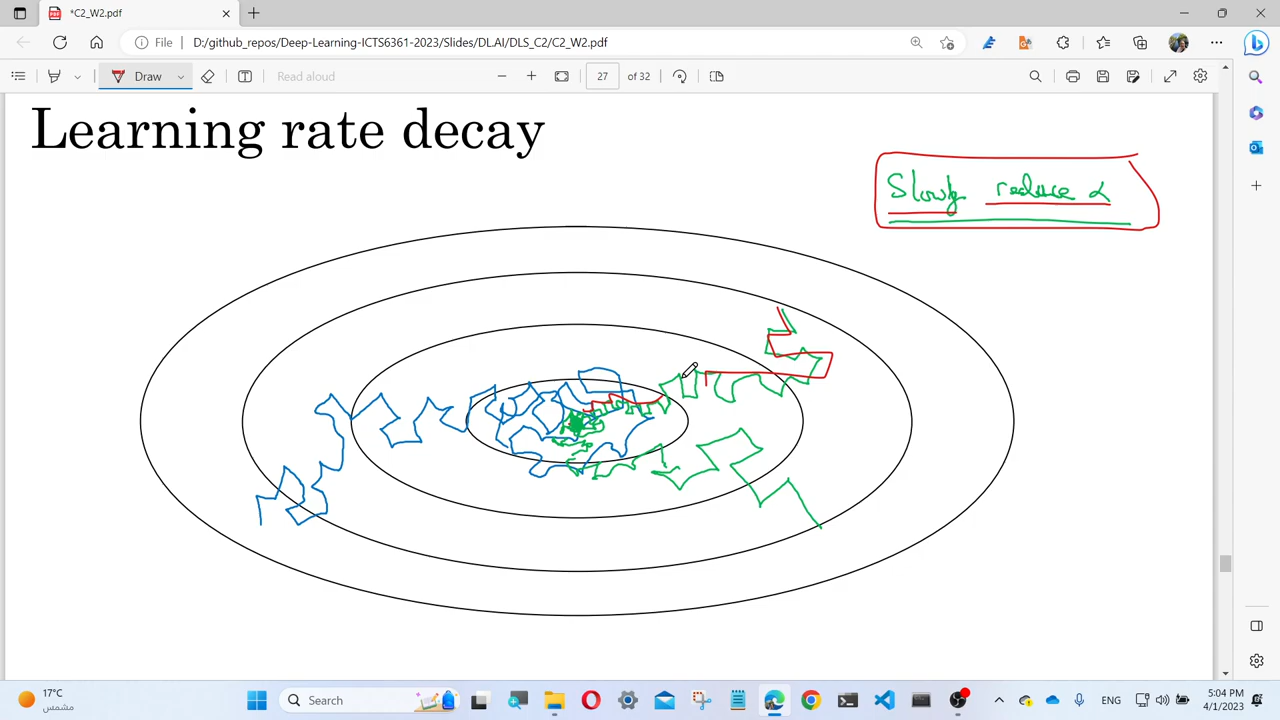 *C2_W2.pdf
File
D:/github_repos/Deep-Learning-ICTS6361-2023/Slides/DL.AI/DLS_C2/C2_W2.pdf
Draw
Read aloud
27
of 32
Learning rate decay
Slowly reduce α
17°C
مشمس
Search
ENG
5:04 PM
4/1/2023